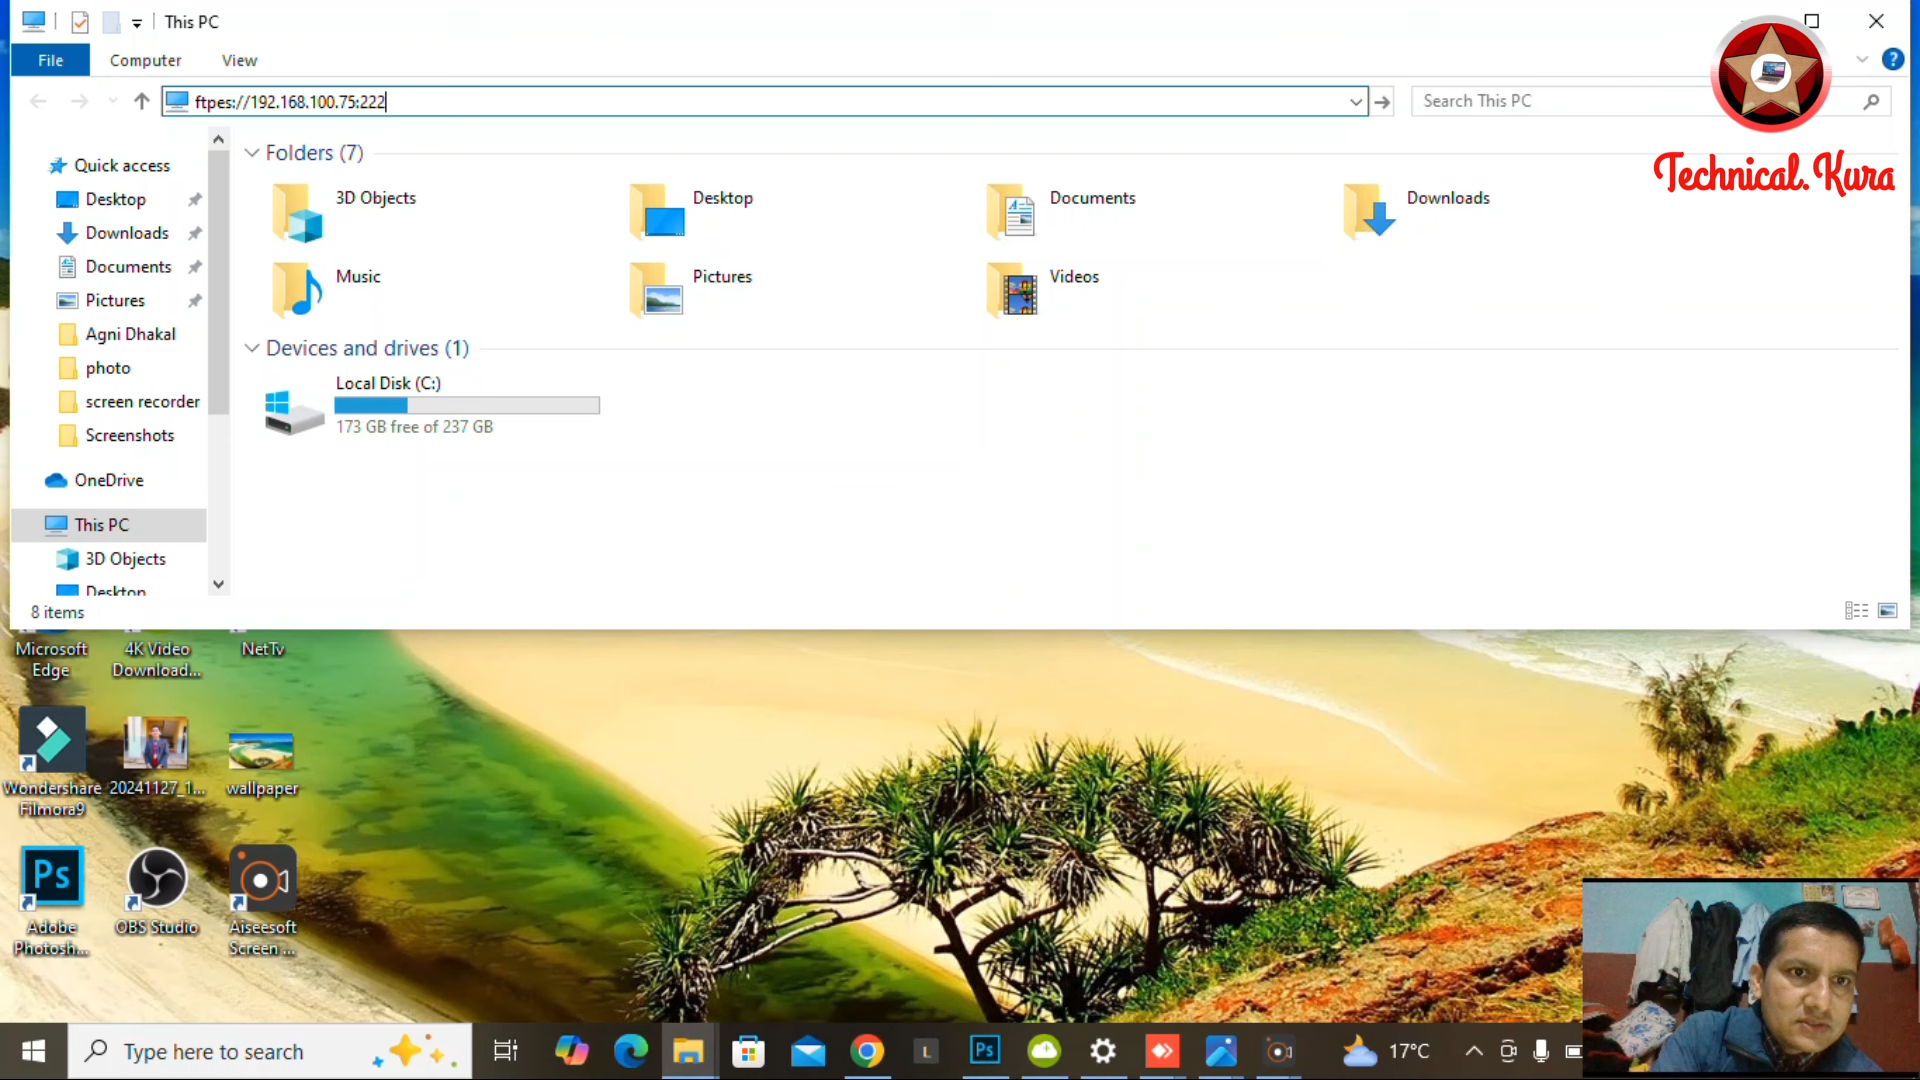 This PC
File
Computer
View
ftpes://192.168.100.75:222
Search This PC
Technical.Kura
Quick access
Desktop
Downloads
Documents
Pictures
Agni Dhakal
photo
screen recorder
Screenshots
OneDrive
This PC
3D Objects
Desktop
Folders (7)
3D Objects
Desktop
Documents
Downloads
Music
Pictures
Videos
Devices and drives (1)
Local Disk (C:)
173 GB free of 237 GB
8 items
Microsoft
Edge
4K Video
Download...
NetTv
Wondershare
Filmora9
20241127_1...
wallpaper
Ps
Adobe
Photosh...
OBS Studio
Aiseesoft
Screen ...
Type here to search
L
Ps
17°C